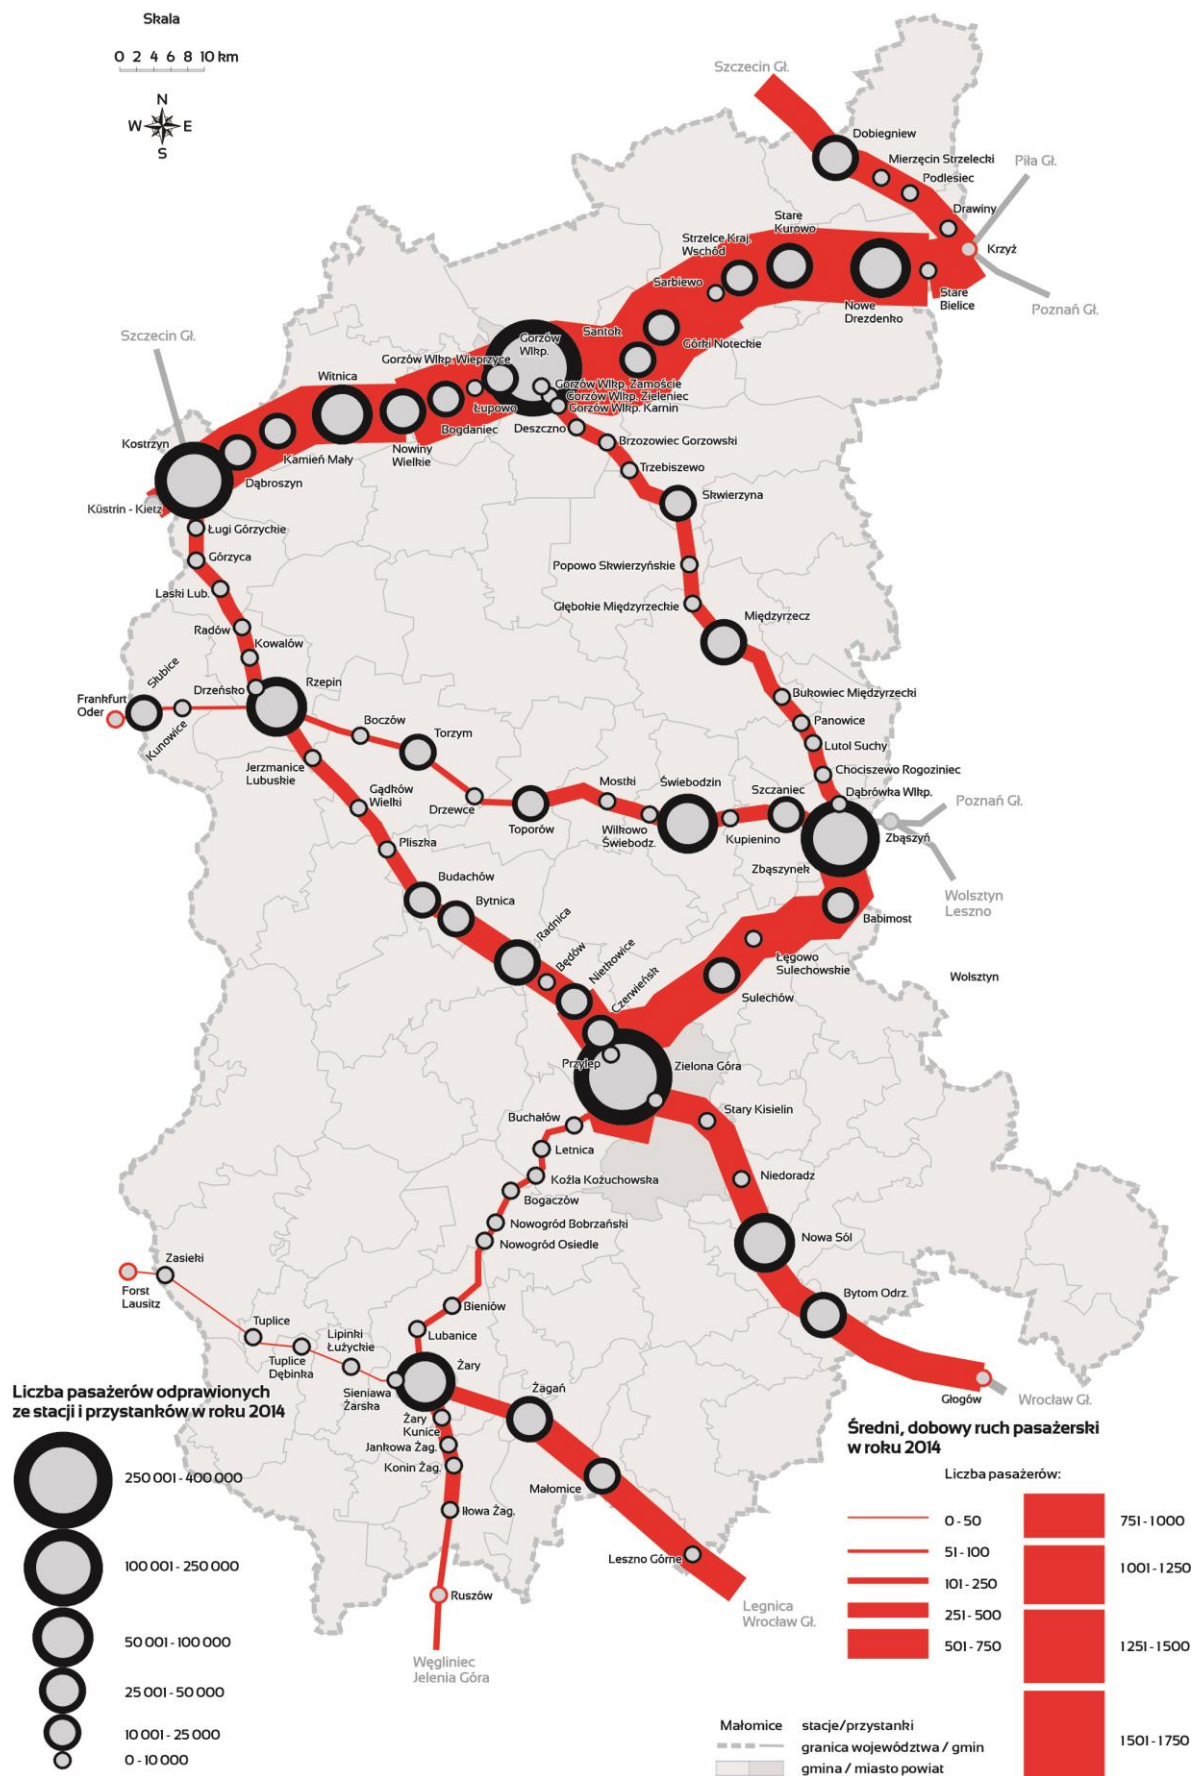 Skala
0 2 4 6 8 10 km
N
W E
S
Szczecin Gł.
Dobiegniew
Mierzęcin Strzelecki
Podlesiec
Piła Gł.
Drawiny
Krzyż
Poznań Gł.
Stare
Kurowo
Strzelce Kraj.
Wschód
Sarbiewo
Stare
Bielice
Nowe
Drezdenko
Santok
Górki Noteckie
Gorzów
Wlkp.
Gorzów Wlkp. Wieprzyce
Gorzów Wlkp. Zamoście
Gorzów Wlkp. Zieleniec
Gorzów Wlkp. Karnin
Łupowo
Bogdaniec
Szczecin Gł.
Witnica
Nowiny
Wielkie
Kostrzyn
Kamień Mały
Dąbroszyn
Küstrin - Kietz
Deszczno
Brzozowiec Gorzowski
Trzebiszewo
Skwierzyna
Ługi Górzyckie
Górzyca
Laski Lub.
Radów
Kowalów
Popowo Skwierzyńskie
Głębokie Międzyrzeckie
Międzyrzecz
Słubice
Drzeńsko
Rzepin
Frankfurt
Oder
Kunowice
Bukowiec Międzyrzecki
Panowice
Lutol Suchy
Chociszewo Rogoziniec
Dąbrówka Wlkp.
Boczów
Torzym
Jerzmanice
Lubuskie
Gądków
Wielki
Drzewce
Toporów
Mostki
Świebodzin
Szczaniec
Wilkowo
Świebodz.
Kupienino
Poznań Gł.
Zbąszyń
Zbąszynek
Wolsztyn
Leszno
Pliszka
Budachów
Bytnica
Radnica
Będów
Nietkowice
Czerwieńsk
Babimost
Łęgowo
Sulechowskie
Sulechów
Wolsztyn
Przylep
Zielona Góra
Stary Kisielin
Buchałów
Letnica
Koźla Kożuchowska
Niedoradz
Bogaczów
Nowogród Bobrzański
Nowogród Osiedle
Nowa Sól
Zasieki
Forst
Lausitz
Bytom Odrz.
Bieniów
Tuplice
Lubanice
Lipinki
Łużyckie
Tuplice
Dębinka
Żary
Sieniawa
Żarska
Żagań
Głogów
Wrocław Gł.
Żary
Kunice
Jankowa Żag.
Konin Żag.
Małomice
Iłowa Żag.
Leszno Górne
Ruszów
Legnica
Wrocław Gł.
Węgliniec
Jelenia Góra
Liczba pasażerów odprawionych
ze stacji i przystanków w roku 2014
250 001 - 400 000
100 001 - 250 000
50 001 - 100 000
25 001 - 50 000
10 001 - 25 000
0 - 10 000
Średni, dobowy ruch pasażerski
w roku 2014
Liczba pasażerów:
0 - 50
51 - 100
101 - 250
251 - 500
501 - 750
751 - 1000
1001 - 1250
1251 - 1500
1501 - 1750
Małomice stacje/przystanki
granica województwa / gmin
gmina / miasto powiat